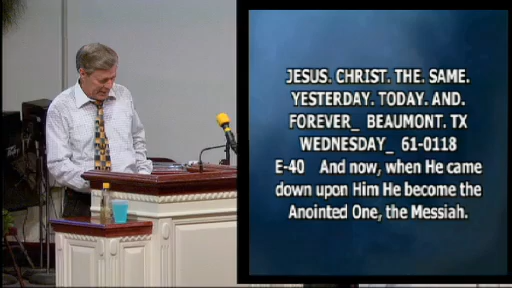 JESUS. CHRIST. THE. SAME.
YESTERDAY. TODAY. AND.
FOREVER_ BEAUMONT. TX
WEDNESDAY_ 61-0118
E-40 And now, when He came
down upon Him He become the
Anointed One, the Messiah.